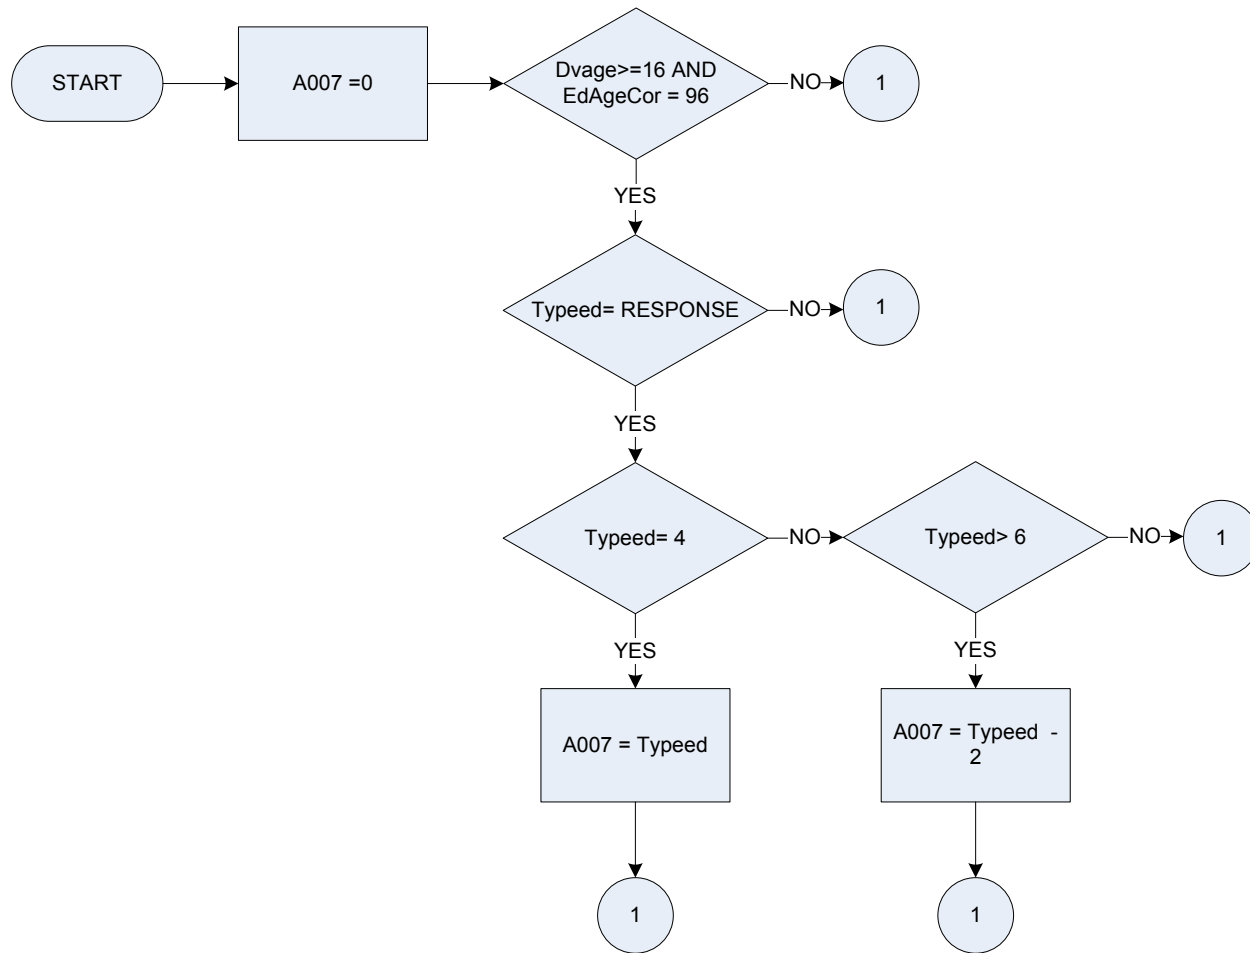 START
A007 =0
Dvage>=16 AND
EdAgeCor = 96
NO
1
YES
Typeed= RESPONSE
NO
1
YES
Typeed= 4
NO
Typeed> 6
NO
1
YES
YES
A007 = Typeed
A007 = Typeed -
2
1
1